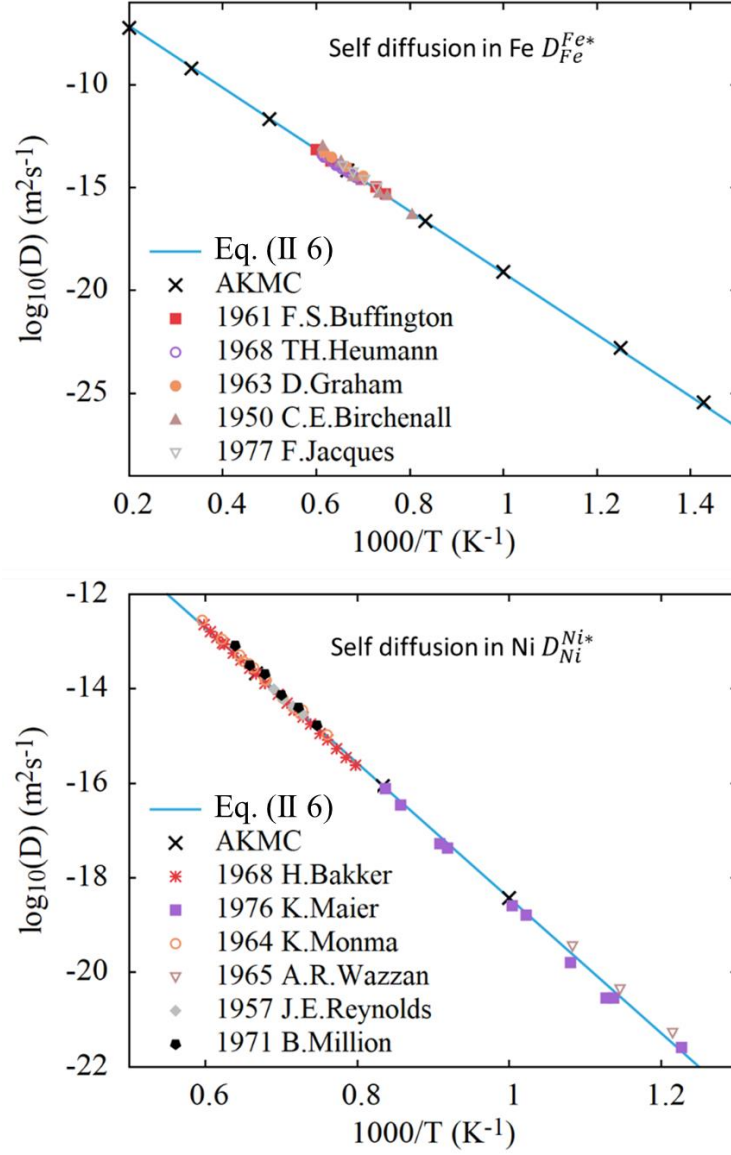 Self diffusion in Fe D_{Fe}^{Fe*}
-10
-15
-20
-25
log10(D) (m2s-1)
Eq. (II 6)
AKMC
1961 F.S.Buffington
1968 TH.Heumann
1963 D.Graham
1950 C.E.Birchenall
1977 F.Jacques
0.2 0.4 0.6 0.8 1 1.2 1.4
1000/T (K-1)
-12
Self diffusion in Ni D_{Ni}^{Ni*}
-14
-16
-18
-20
-22
log10(D) (m2s-1)
Eq. (II 6)
AKMC
1968 H.Bakker
1976 K.Maier
1964 K.Monma
1965 A.R.Wazzan
1957 J.E.Reynolds
1971 B.Million
0.6 0.8 1 1.2
1000/T (K-1)